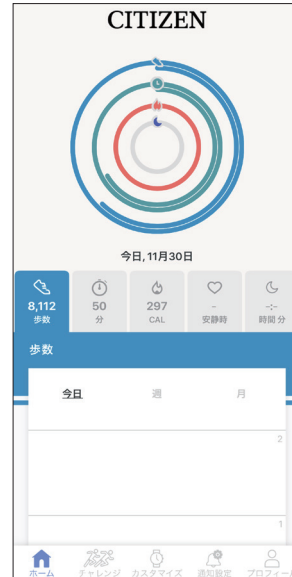 CITIZEN
今日, 11月30日
8,112
歩数
50
分
297
CAL
-
安静時
-:-
時間 分
歩数
今日
週
月
2
1
ホーム
チャレンジ
カスタマイズ
通知設定
プロフィール